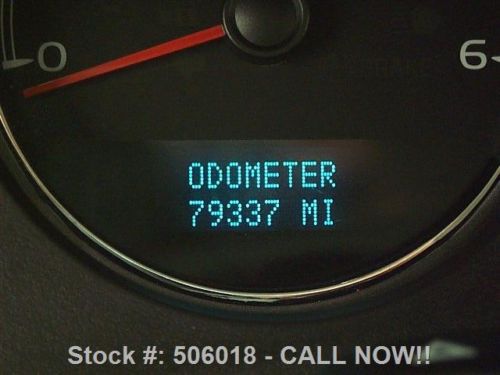 0
6
ODOMETER
79337 MI
Stock #: 506018 - CALL NOW!!